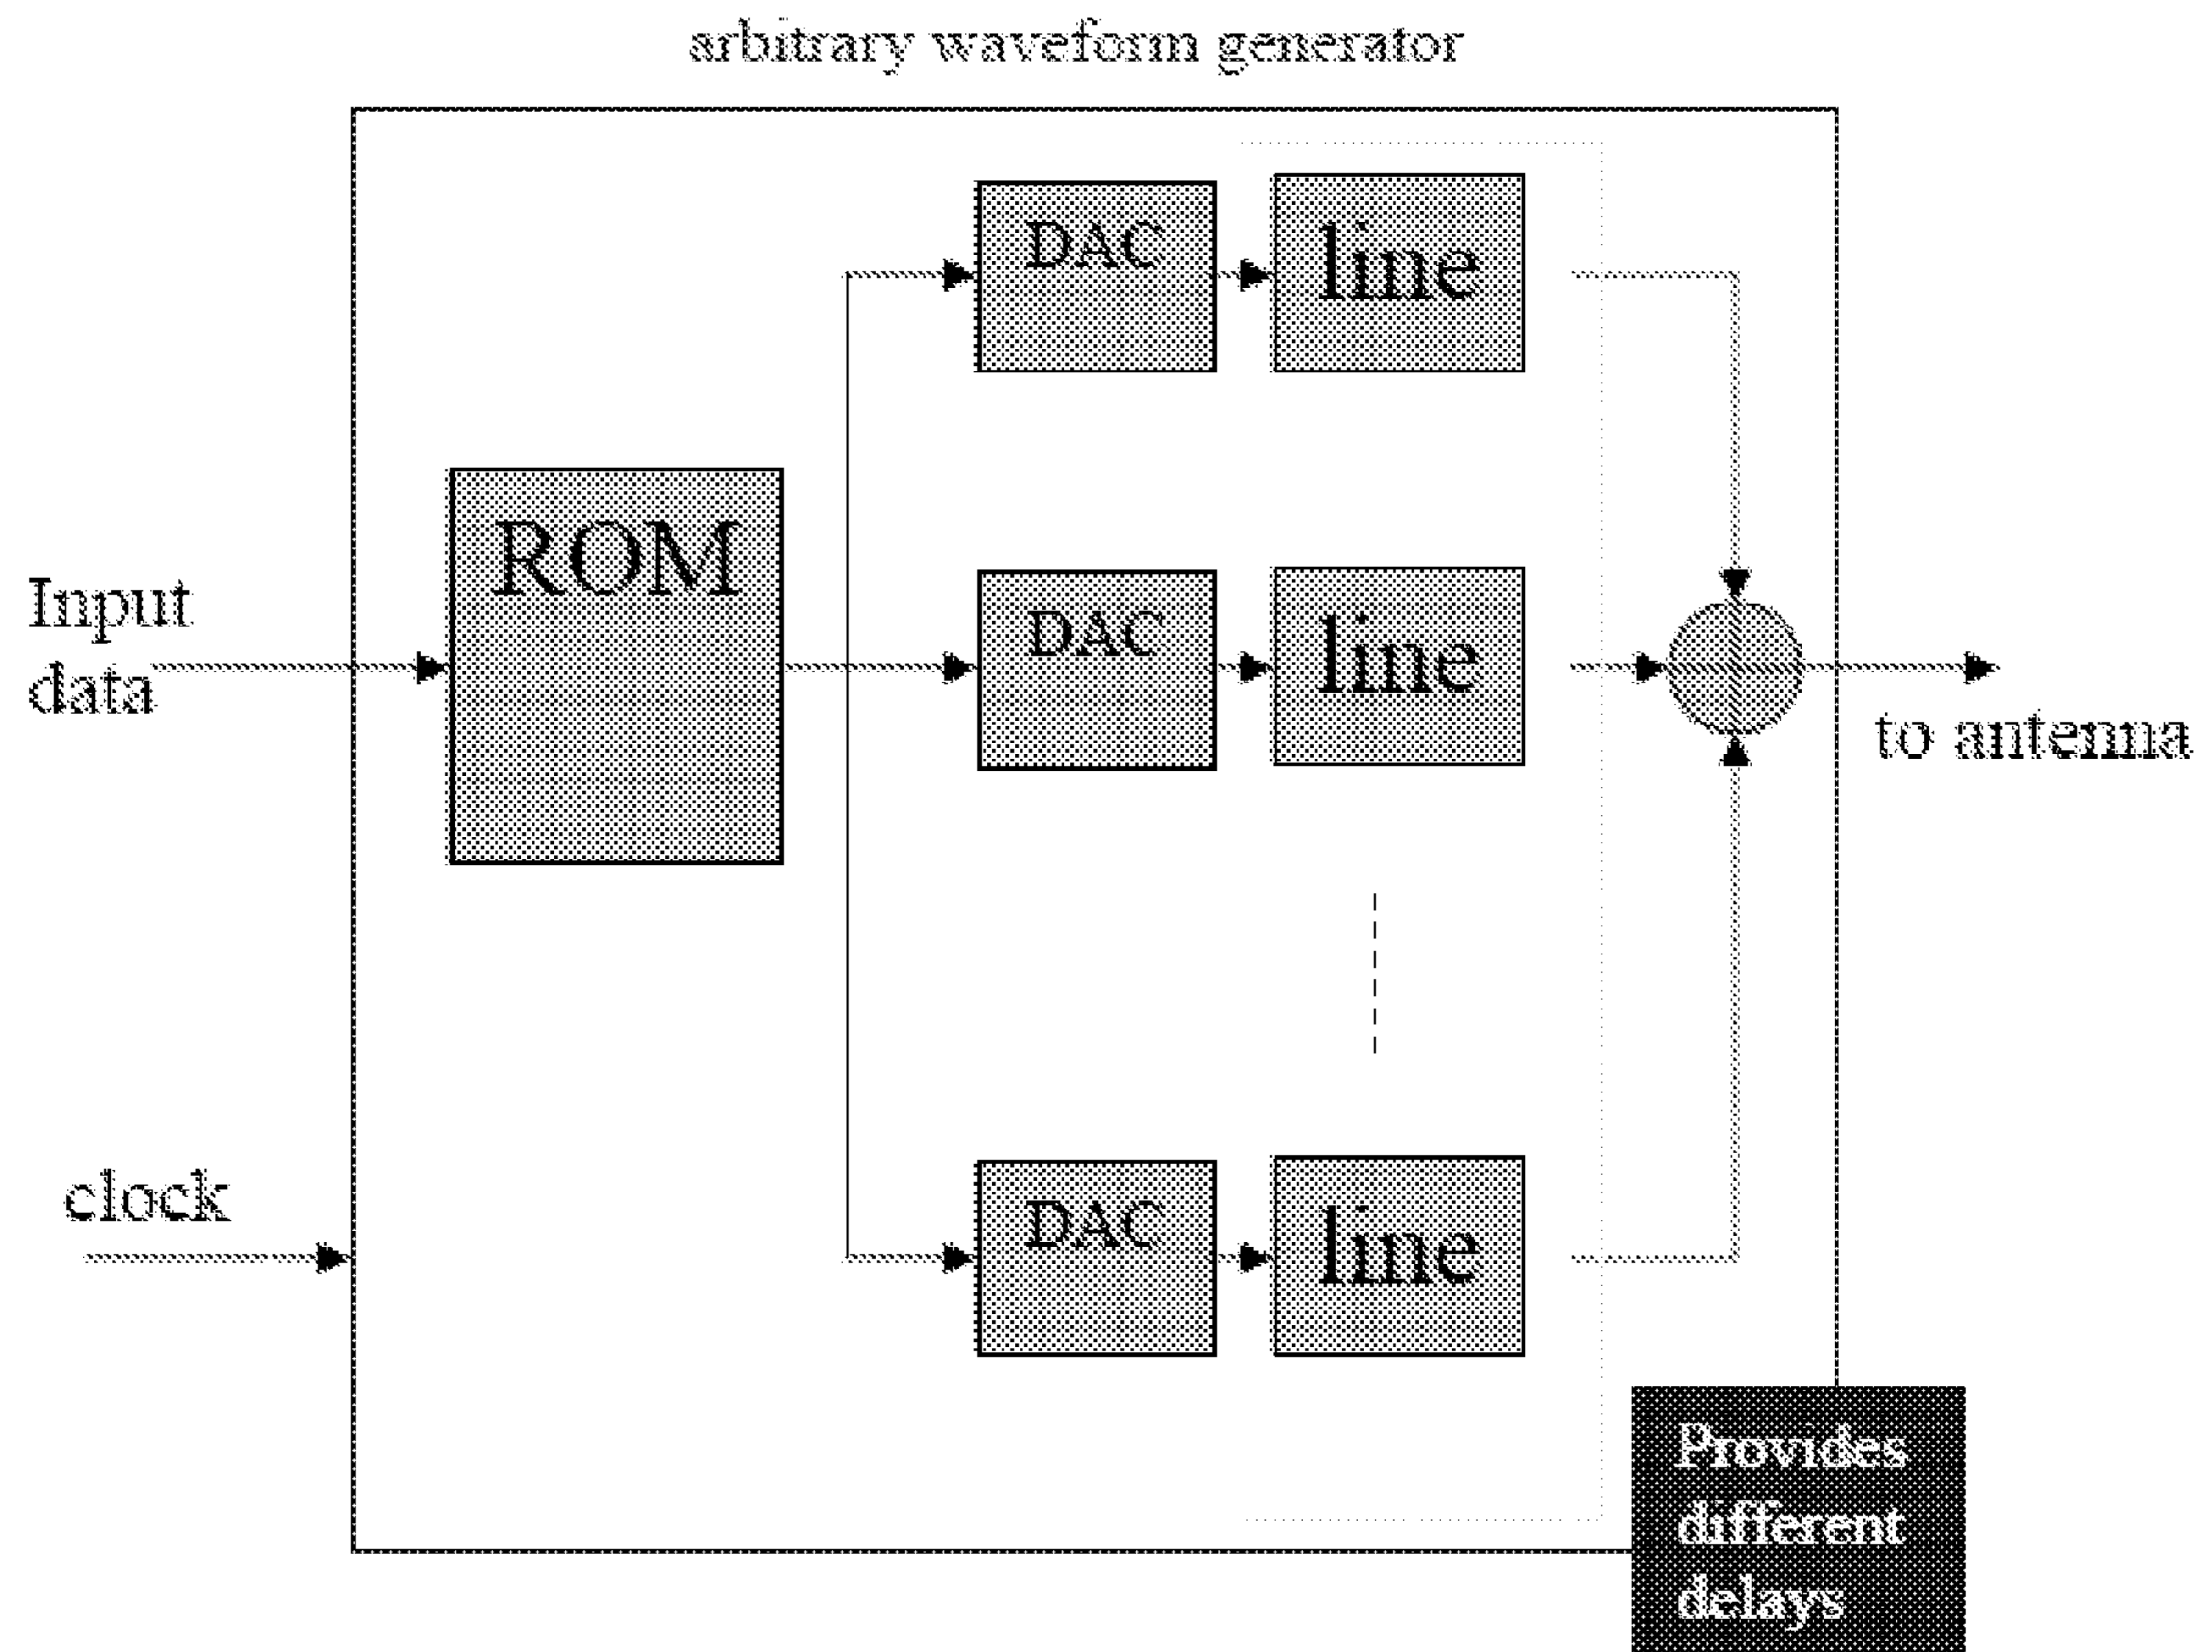 arbitrary waveform generator
DAC
line
ROM
Input
data
DAC
line
to antenna
clock
DAC
line
Provides
different
delays